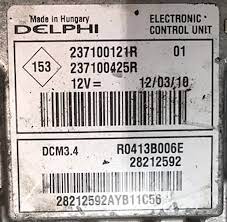 Made in Hungary ELECTRONIC
DELPHI CONTROL UNIT
237100121R 01
153 237100425R
12V= 12/03/10
DCM3.4 R0413B006E
28212592
28212592AYB11C56